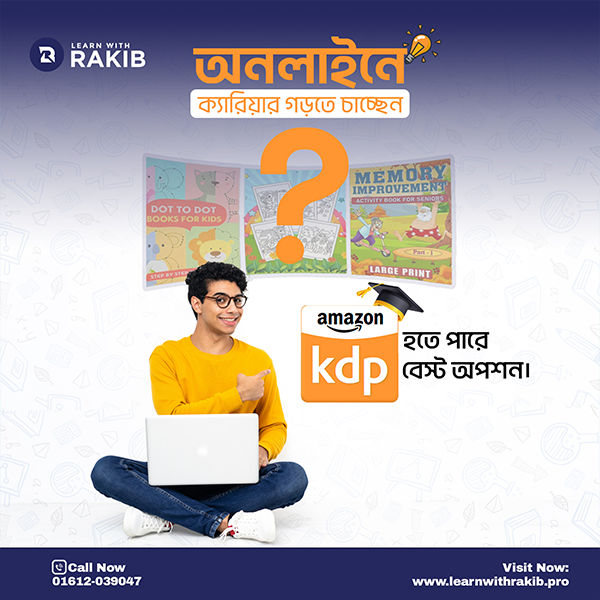 LEARN WITH
RAKIB
অনলাইনে
ক্যারিয়ার গড়তে চাচ্ছেন
?
DOT TO DOT
BOOKS FOR KIDS
STEP BY STEP
MEMORY
IMPROVEMENT
ACTIVITY BOOK FOR SENIORS
Part - 1
LARGE PRINT
amazon
kdp
হতে পারে
বেস্ট অপশন।
Call Now
01612-039047
Visit Now:
www.learnwithrakib.pro